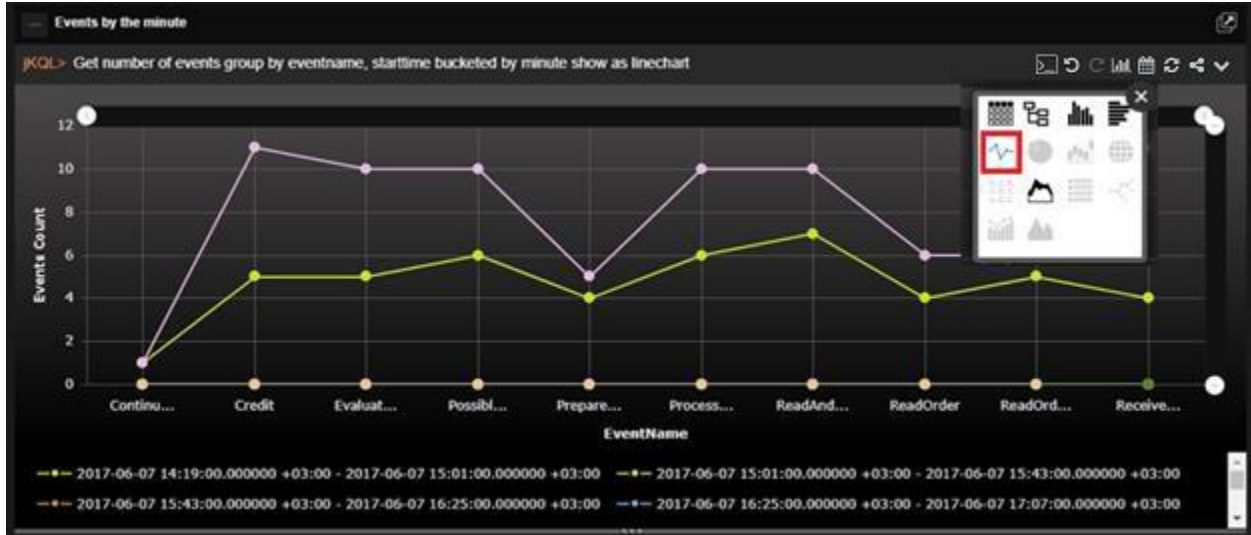 Events by the minute
jKQL> Get number of events group by eventname, starttime bucketed by minute show as linechart
12
10
8
6
4
2
0
Events Count
Continu... Credit Evaluat... Possibl... Prepare... Process... ReadAnd... ReadOrder ReadOrd... Receive...
EventName
2017-06-07 14:19:00.000000 +03:00 - 2017-06-07 15:01:00.000000 +03:00 2017-06-07 15:01:00.000000 +03:00 - 2017-06-07 15:43:00.000000 +03:00
2017-06-07 15:43:00.000000 +03:00 - 2017-06-07 16:25:00.000000 +03:00 2017-06-07 16:25:00.000000 +03:00 - 2017-06-07 17:07:00.000000 +03:00